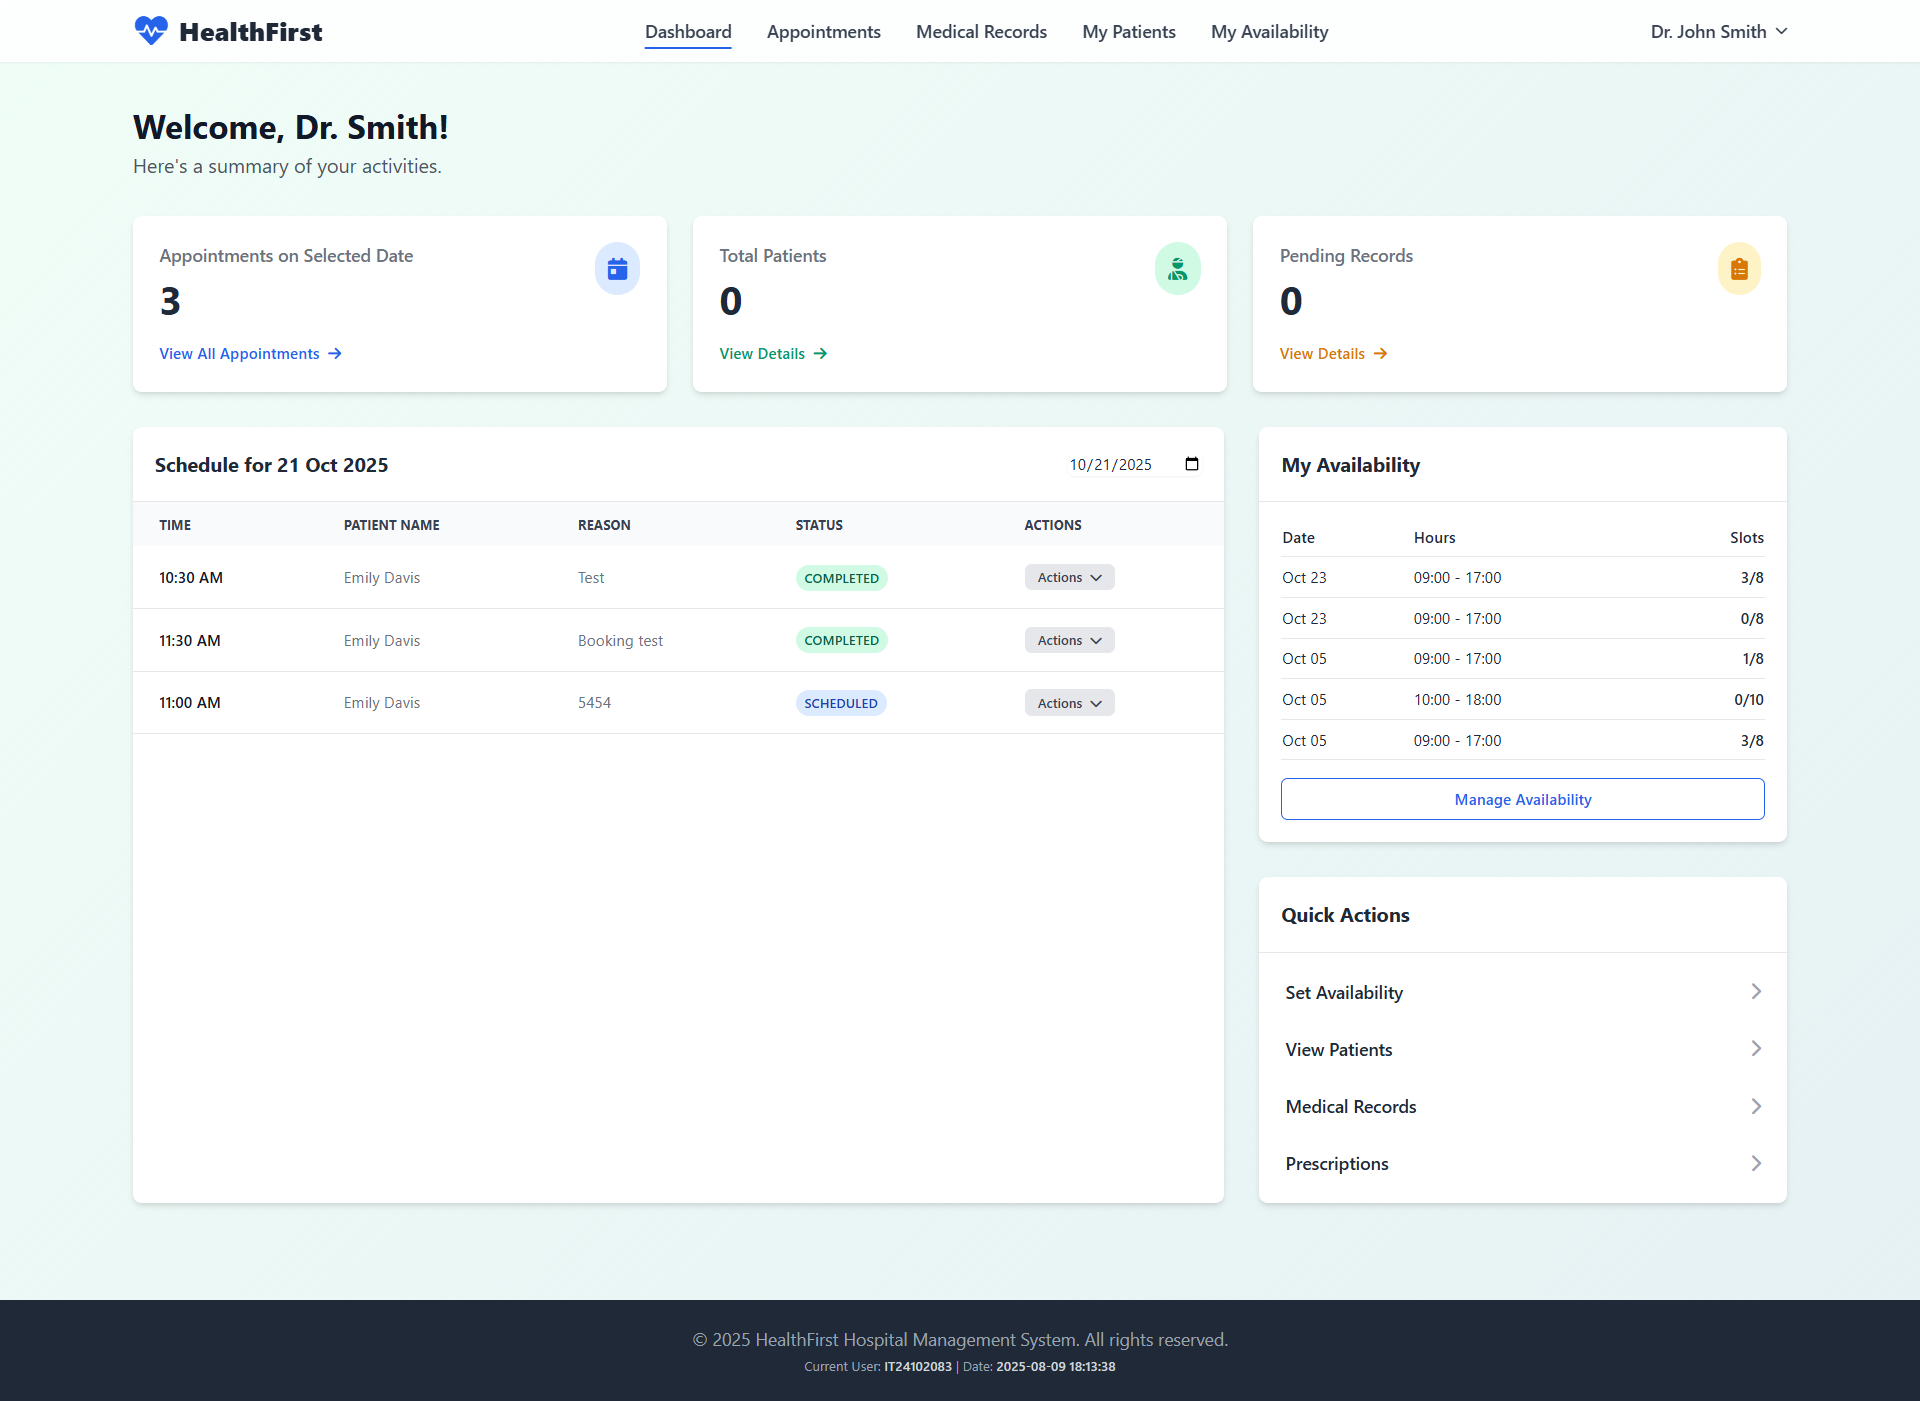 HealthFirst
Dashboard Appointments Medical Records My Patients My Availability
Dr. John Smith
Welcome, Dr. Smith!
Here's a summary of your activities.
Appointments on Selected Date
3
View All Appointments
Total Patients
0
View Details
Pending Records
0
View Details
Schedule for 21 Oct 2025
10/21/2025
TIME PATIENT NAME REASON STATUS ACTIONS
10:30 AM Emily Davis Test COMPLETED Actions
11:30 AM Emily Davis Booking test COMPLETED Actions
11:00 AM Emily Davis 5454 SCHEDULED Actions
My Availability
Date Hours Slots
Oct 23 09:00 - 17:00 3/8
Oct 23 09:00 - 17:00 0/8
Oct 05 09:00 - 17:00 1/8
Oct 05 10:00 - 18:00 0/10
Oct 05 09:00 - 17:00 3/8
Manage Availability
Quick Actions
Set Availability
View Patients
Medical Records
Prescriptions
© 2025 HealthFirst Hospital Management System. All rights reserved.
Current User: IT24102083 | Date: 2025-08-09 18:13:38